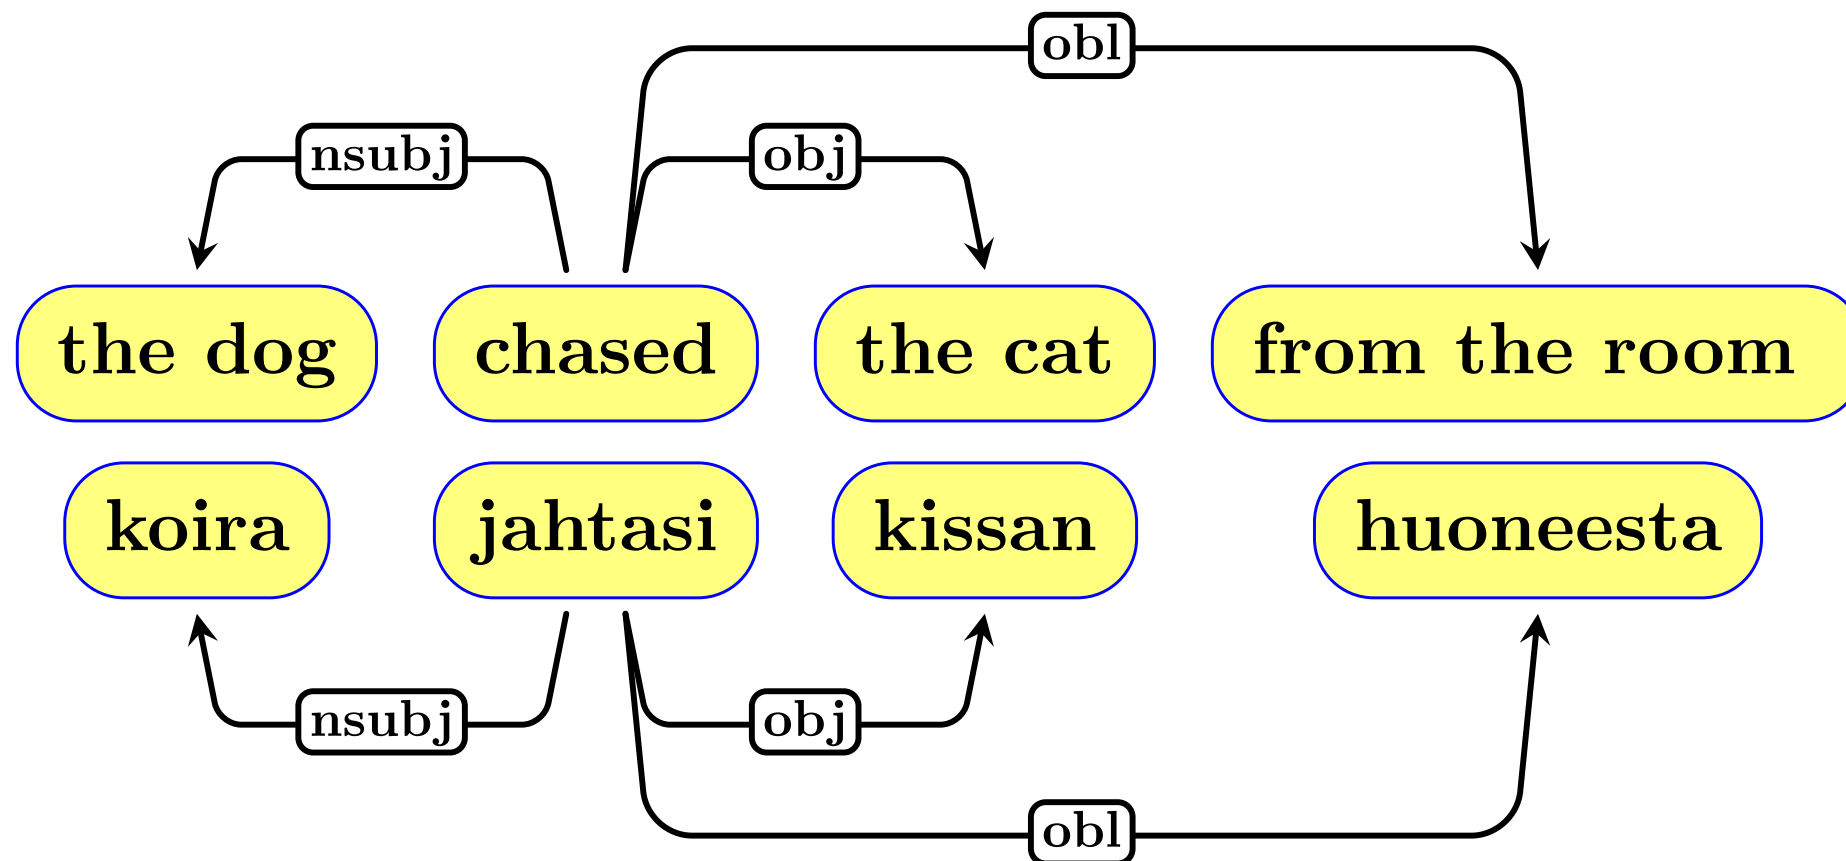 obl
nsubj obj
the dog chased the cat from the room
koira jahtasi kissan huoneesta
nsubj obj
obl